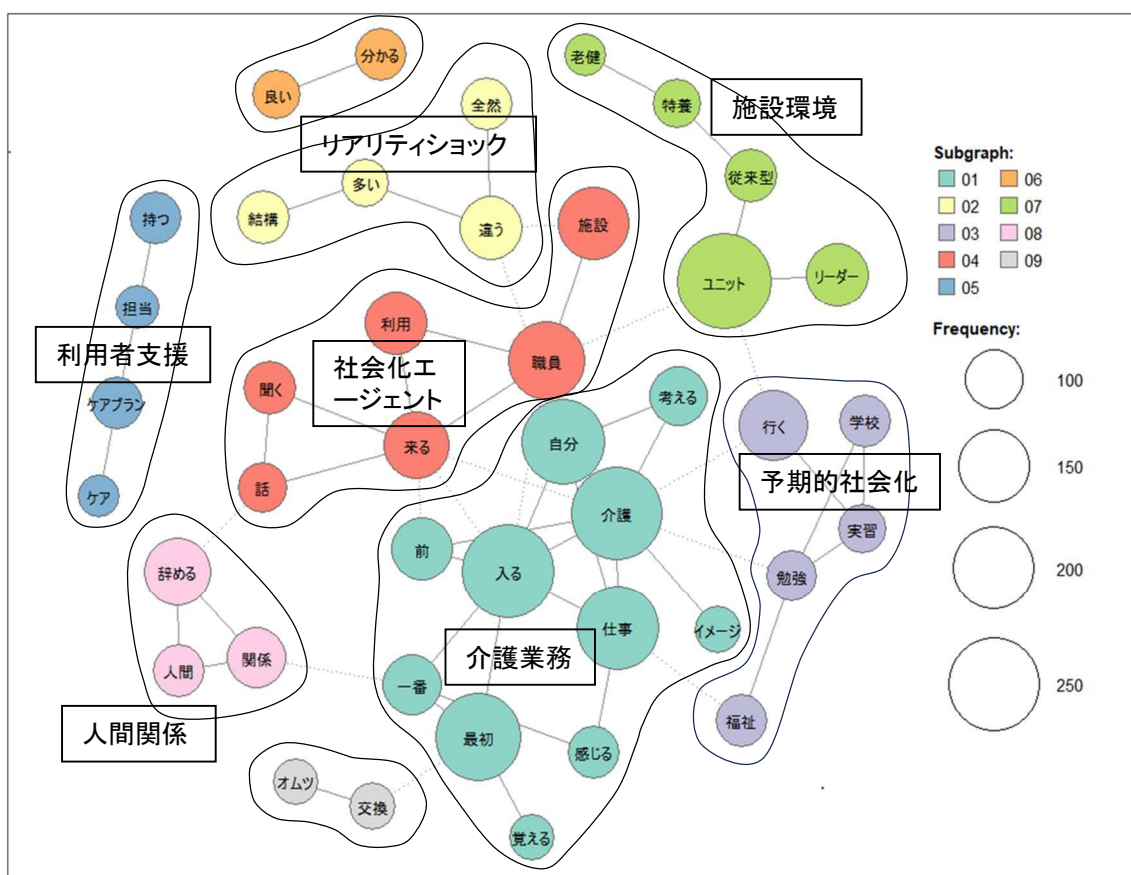 分かる
良い
全然
リアリティショック
多い
結構
違う
老健
特養
施設環境
従来型
ユニット
リーダー
施設
持つ
担当
利用者支援
ケアプラン
ケア
利用
職員
社会化エ
ージェント
聞く
来る
話
自分
考える
介護
前
入る
仕事
イメージ
介護業務
一番
最初
感じる
覚える
行く
学校
予期的社会化
実習
勉強
福祉
辞める
人間
関係
人間関係
オムツ
交換
Subgraph:
01 06
02 07
03 08
04 09
05
Frequency:
100
150
200
250